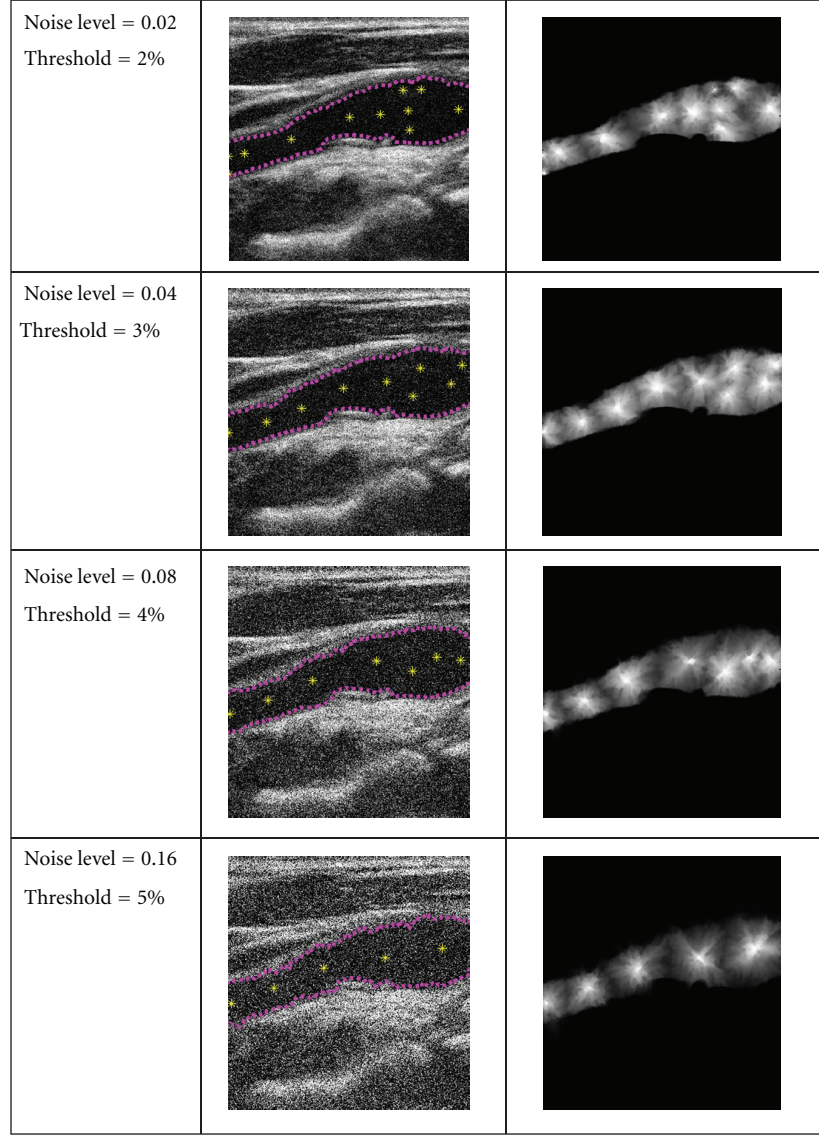 Noise level = 0.02
Threshold = 2%
Noise level = 0.04
Threshold = 3%
Noise level = 0.08
Threshold = 4%
Noise level = 0.16
Threshold = 5%